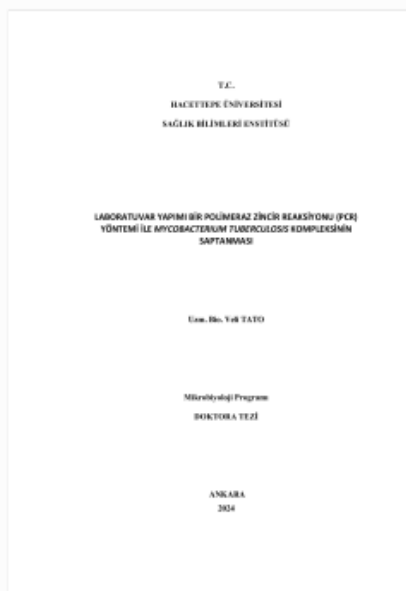 T.C.
HACETTEPE ÜNİVERSİTESİ
SAĞLIK BİLİMLERİ ENSTİTÜSÜ
LABORATUVAR YAPIMI BİR POLİMERAZ ZİNCİR REAKSİYONU (PCR)
YÖNTEMİ İLE MYCOBACTERIUM TUBERCULOSIS KOMPLEKSİNİN
SAPTANMASI
Uzm. Bio. Veli TATO
Mikrobiyoloji Programı
DOKTORA TEZİ
ANKARA
2024